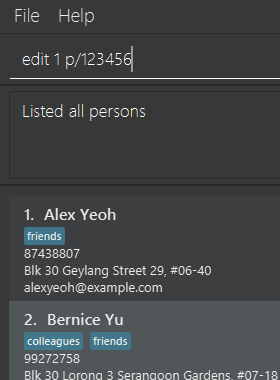 File Help
edit 1 p/123456
Listed all persons
1. Alex Yeoh
friends
87438807
Blk 30 Geylang Street 29, #06-40
alexyeoh@example.com
2. Bernice Yu
colleagues friends
99272758
Blk 30 Lorong 3 Serangoon Gardens, #07-18